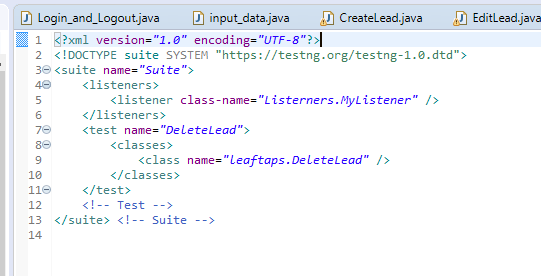 Login_and_Logout.java input_data.java CreateLead.java EditLead.java
1 <?xml version="1.0" encoding="UTF-8"?>
2 <!DOCTYPE suite SYSTEM "https://testng.org/testng-1.0.dtd">
3 <suite name="Suite">
4 <listeners>
5 <listener class-name="Listerners.MyListener" />
6 </listeners>
7 <test name="DeleteLead">
8 <classes>
9 <class name="leaftaps.DeleteLead" />
10 </classes>
11 </test>
12 <!-- Test -->
13 </suite> <!-- Suite -->
14